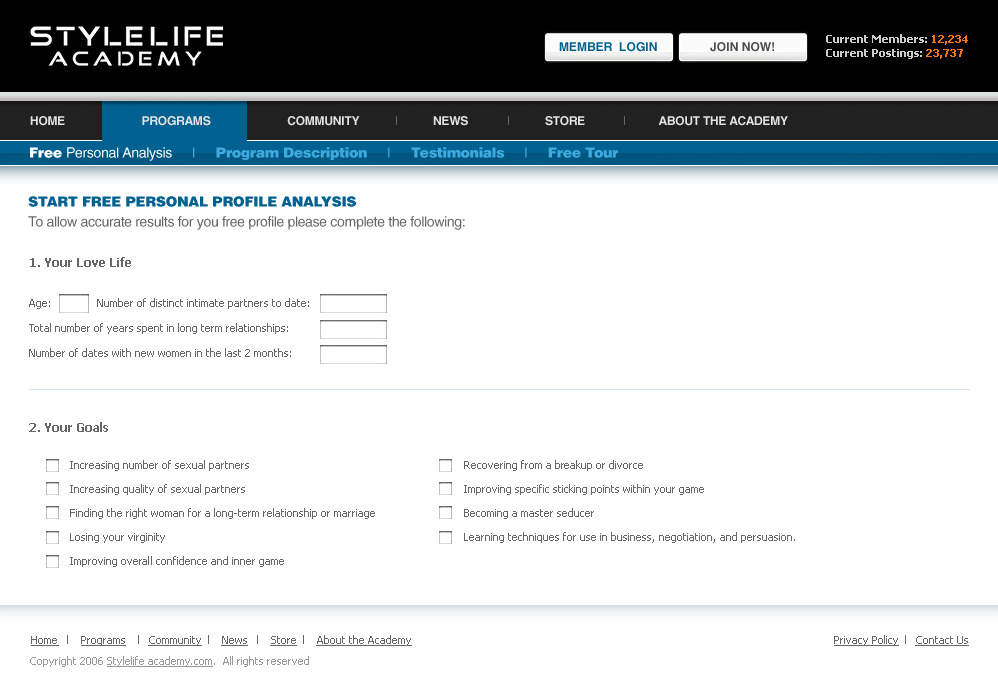 STYLELIFE
ACADEMY
MEMBER LOGIN
JOIN NOW!
Current Members: 12,234
Current Postings: 23,737
HOME PROGRAMS COMMUNITY | NEWS | STORE | ABOUT THE ACADEMY
Free Personal Analysis | Program Description | Testimonials | Free Tour
START FREE PERSONAL PROFILE ANALYSIS
To allow accurate results for you free profile please complete the following:
1. Your Love Life
Age: Number of distinct intimate partners to date:
Total number of years spent in long term relationships:
Number of dates with new women in the last 2 months:
2. Your Goals
Increasing number of sexual partners
Increasing quality of sexual partners
Finding the right woman for a long-term relationship or marriage
Losing your virginity
Improving overall confidence and inner game
Recovering from a breakup or divorce
Improving specific sticking points within your game
Becoming a master seducer
Learning techniques for use in business, negotiation, and persuasion.
Home | Programs | Community | News | Store | About the Academy
Privacy Policy | Contact Us
Copyright 2006 Stylelife academy.com. All rights reserved